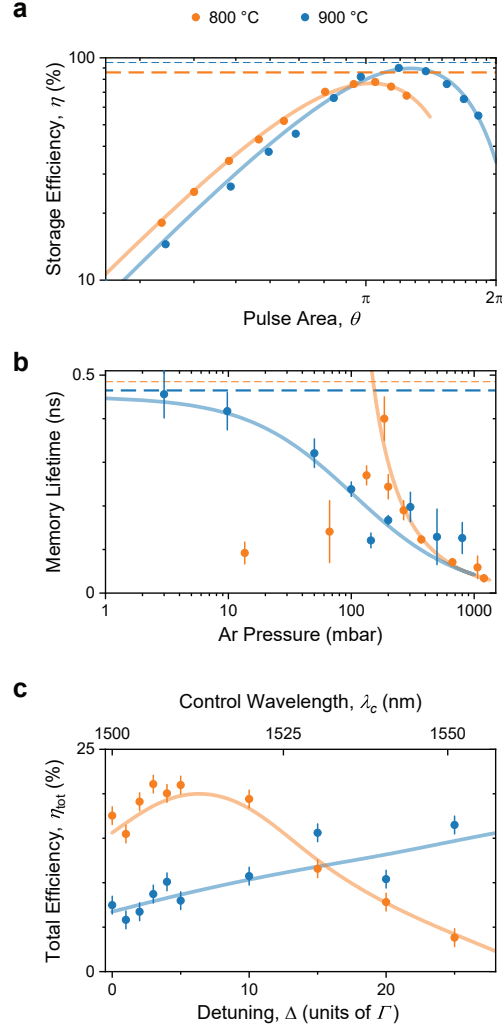 a
800 °C
900 °C
100
10
Storage Efficiency, η (%)
π
2π
Pulse Area, θ
b
0.5
0
Memory Lifetime (ns)
1
10
100
1000
Ar Pressure (mbar)
c
Control Wavelength, λc (nm)
1500
1525
1550
25
0
Total Efficiency, ηtot (%)
0
10
20
Detuning, Δ (units of Γ)